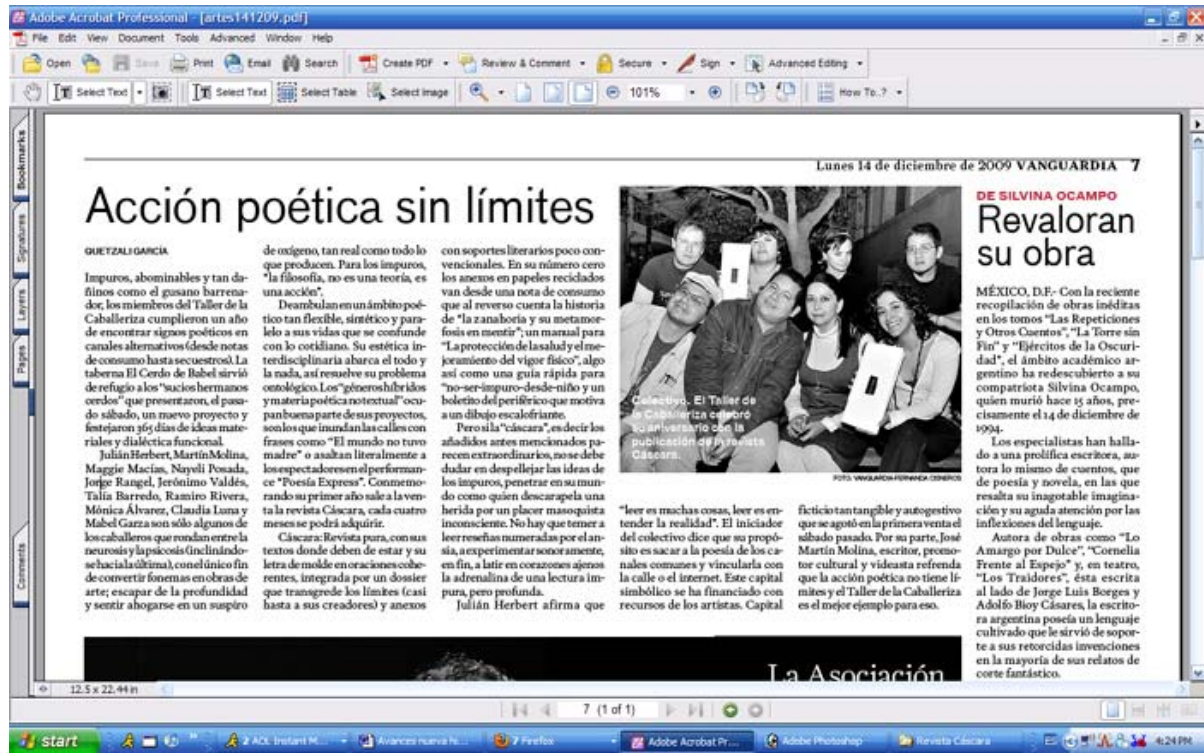 Adobe Acrobat Professional - [artes141209.pdf]
File Edit View Document Tools Advanced Window Help
Open Save Print Email Search Create PDF Review & Comment Secure Sign Advanced Editing
Select Text Select Text Select Table Select Image 101% How To..?
Bookmarks
Signatures
Layers
Pages
Comments
Lunes 14 de diciembre de 2009 VANGUARDIA 7
Acción poética sin límites
QUETZALI GARCÍA
Impuros, abominables y tan da-
ñinos como el gusano barrena-
dor, los miembros del Taller de la
Caballeriza cumplieron un año
de encontrar signos poéticos en
canales alternativos (desde notas
de consumo hasta secuestros). La
taberna El Cerdo de Babel sirvió
de refugio a los "sucios hermanos
cerdos" que presentaron, el pasa-
do sábado, un nuevo proyecto y
festejaron 365 días de ideas mate-
riales y dialéctica funcional.
Julián Herbert, Martín Molina,
Maggie Macías, Nayeli Posada,
Jorge Rangel, Jerónimo Valdés,
Talía Barredo, Ramiro Rivera,
Mónica Álvarez, Claudia Luna y
Mabel Garza son sólo algunos de
los caballeros que rondan entre la
neurosis y la psicosis (inclinándo-
se hacia la última), con el único fin
de convertir fonemas en obras de
arte; escapar de la profundidad
y sentir ahogarse en un suspiro
de oxígeno, tan real como todo lo
que producen. Para los impuros,
"la filosofía, no es una teoría, es
una acción".
Deambulan en un ámbito poé-
tico tan flexible, sintético y para-
lelo a sus vidas que se confunde
con lo cotidiano. Su estética in-
terdisciplinaria abarca el todo y
la nada, así resuelve su problema
ontológico. Los "géneros híbridos
y materia poética no textual" ocu-
pan buena parte de sus proyectos,
son los que inundan las calles con
frases como "El mundo no tuvo
madre" o asaltan literalmente a
los espectadores en el performan-
ce "Poesía Express". Conmemo-
rando su primer año sale a la ven-
ta la revista Cáscara, cada cuatro
meses se podrá adquirir.
Cáscara: Revista pura, con sus
textos donde deben de estar y su
letra de molde en oraciones cohe-
rentes, integrada por un dossier
que transgrede los límites (casi
hasta a sus creadores) y anexos
con soportes literarios poco con-
vencionales. En su número cero
los anexos en papeles reciclados
van desde una nota de consumo
que al reverso cuenta la historia
de "la zanahoria y su metamor-
fosis en mentir"; un manual para
"La protección de la salud y el me-
joramiento del vigor físico", algo
así como una guía rápida para
"no-ser-impuro-desde-niño y un
boletito del periférico que motiva
a un dibujo escalofriante.
Pero si la "cáscara", es decir los
añadidos antes mencionados pa-
recen extraordinarios, no se debe
dudar en despellejar las ideas de
los impuros, penetrar en su mun-
do como quien descarapela una
herida por un placer masoquista
inconsciente. No hay que temer a
leer reseñas numeradas por el an-
sia, a experimentar sonoramente,
en fin, a latir en corazones ajenos
la adrenalina de una lectura im-
pura, pero profunda.
Julián Herbert afirma que
Colectivo. El Taller de
la Caballeriza celebró
su aniversario con la
publicación de la revista
Cáscara.
FOTO: VANGUARDIA-FERNANDA CISNEROS
"leer es muchas cosas, leer es en-
tender la realidad". El iniciador
del colectivo dice que su propó-
sito es sacar a la poesía de los ca-
nales comunes y vincularla con
la calle o el internet. Este capital
simbólico se ha financiado con
recursos de los artistas. Capital
ficticio tan tangible y autogestivo
que se agotó en la primera venta el
sábado pasado. Por su parte, José
Martín Molina, escritor, promo-
tor cultural y videasta refrenda
que la acción poética no tiene lí-
mites y el Taller de la Caballeriza
es el mejor ejemplo para eso.
DE SILVINA OCAMPO
Revaloran
su obra
MÉXICO, D.F.- Con la reciente
recopilación de obras inéditas
en los tomos "Las Repeticiones
y Otros Cuentos", "La Torre sin
Fin" y "Ejércitos de la Oscuri-
dad", el ámbito académico ar-
gentino ha redescubierto a su
compatriota Silvina Ocampo,
quien murió hace 15 años, pre-
cisamente el 14 de diciembre de
1994.
Los especialistas han halla-
do a una prolífica escritora, au-
tora lo mismo de cuentos, que
de poesía y novela, en las que
resalta su inagotable imagina-
ción y su aguda atención por las
inflexiones del lenguaje.
Autora de obras como "Lo
Amargo por Dulce", "Cornelia
Frente al Espejo" y, en teatro,
"Los Traidores", ésta escrita
al lado de Jorge Luis Borges y
Adolfo Bioy Cásares, la escrito-
ra argentina poseía un lenguaje
cultivado que le sirvió de sopor-
te a sus retorcidas invenciones
en la mayoría de sus relatos de
corte fantástico.
La Asociación
12.5 x 22.44 in
7 (1 of 1)
start 2 AOL Instant M... Avances nueva hi... 7 Firefox Adobe Acrobat Pr... Adobe Photoshop Revista Cáscara 4:24 PM